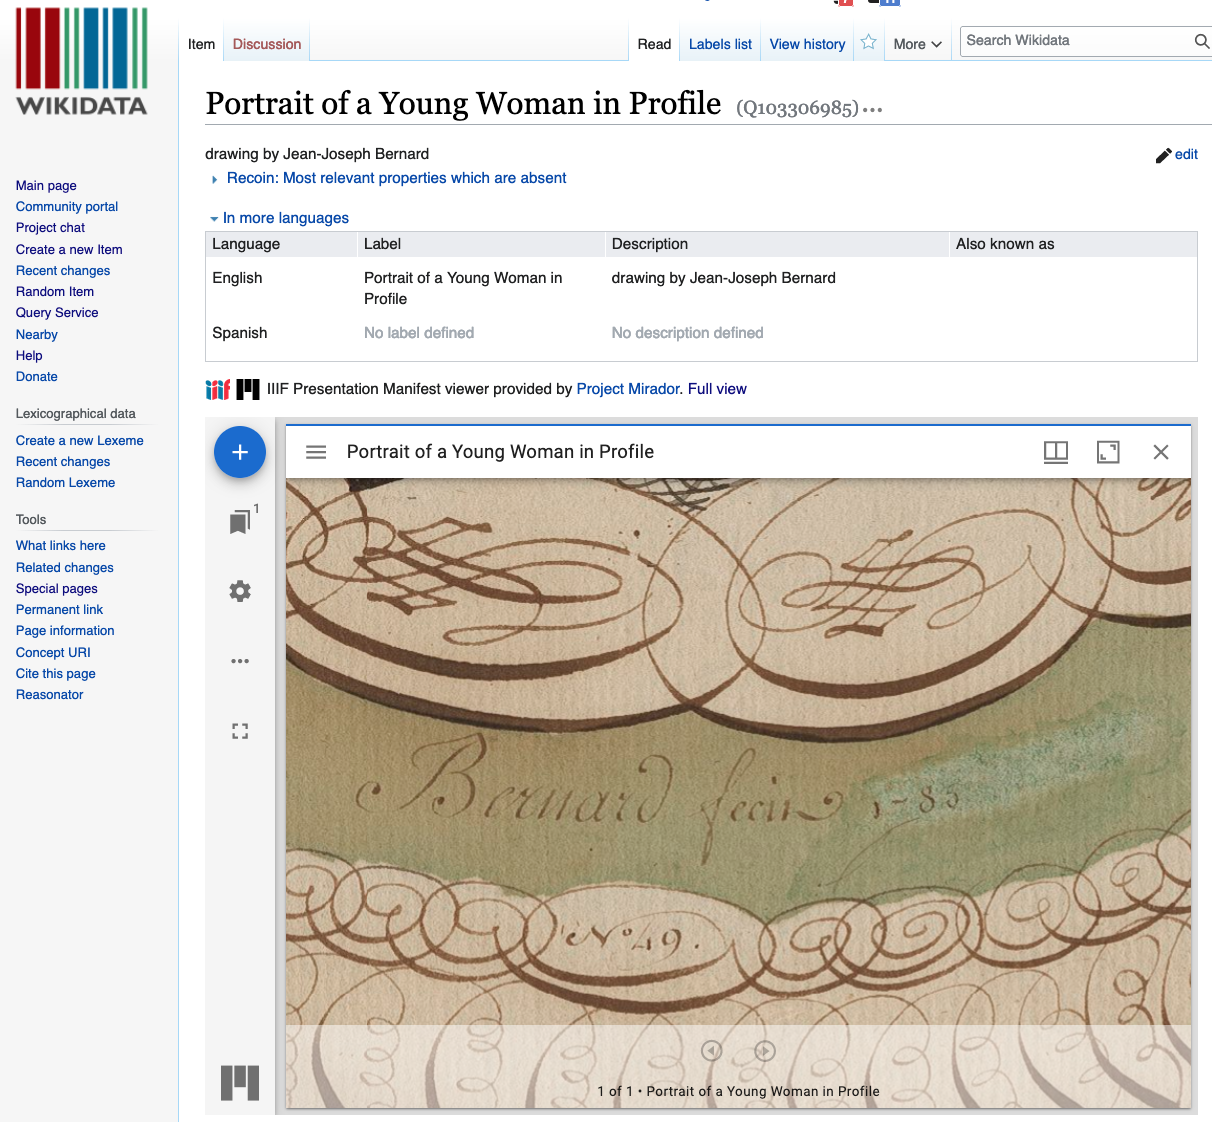 WIKIDATA
Item
Discussion
Read
Labels list
View history
More
Search Wikidata
Portrait of a Young Woman in Profile (Q103306985)
drawing by Jean-Joseph Bernard
edit
Recoin: Most relevant properties which are absent
In more languages
Language Label Description Also known as
English Portrait of a Young Woman in Profile drawing by Jean-Joseph Bernard
Spanish No label defined No description defined
Main page
Community portal
Project chat
Create a new Item
Recent changes
Random Item
Query Service
Nearby
Help
Donate
Lexicographical data
Create a new Lexeme
Recent changes
Random Lexeme
Tools
What links here
Related changes
Special pages
Permanent link
Page information
Concept URI
Cite this page
Reasonator
IIIF Presentation Manifest viewer provided by Project Mirador. Full view
1
Portrait of a Young Woman in Profile
Bernard fecit
Nº 49.
1 of 1 • Portrait of a Young Woman in Profile